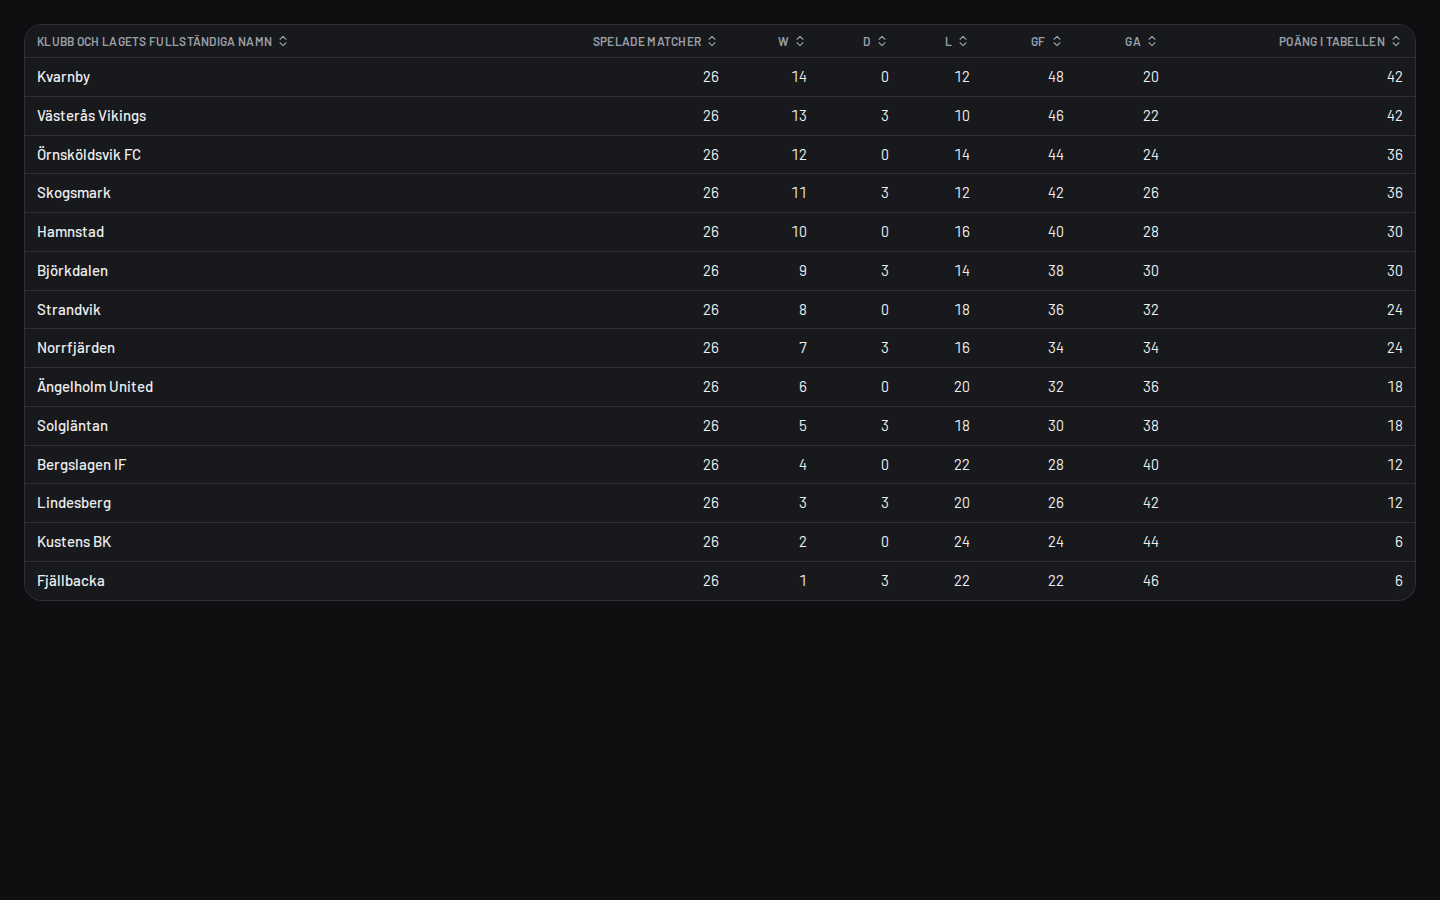 KLUBB OCH LAGETS FULLSTÄNDIGA NAMN SPELADE MATCHER W D L GF GA POÄNG I TABELLEN
Kvarnby 26 14 0 12 48 20 42
Västerås Vikings 26 13 3 10 46 22 42
Örnsköldsvik FC 26 12 0 14 44 24 36
Skogsmark 26 11 3 12 42 26 36
Hamnstad 26 10 0 16 40 28 30
Björkdalen 26 9 3 14 38 30 30
Strandvik 26 8 0 18 36 32 24
Norrfjärden 26 7 3 16 34 34 24
Ängelholm United 26 6 0 20 32 36 18
Solgläntan 26 5 3 18 30 38 18
Bergslagen IF 26 4 0 22 28 40 12
Lindesberg 26 3 3 20 26 42 12
Kustens BK 26 2 0 24 24 44 6
Fjällbacka 26 1 3 22 22 46 6